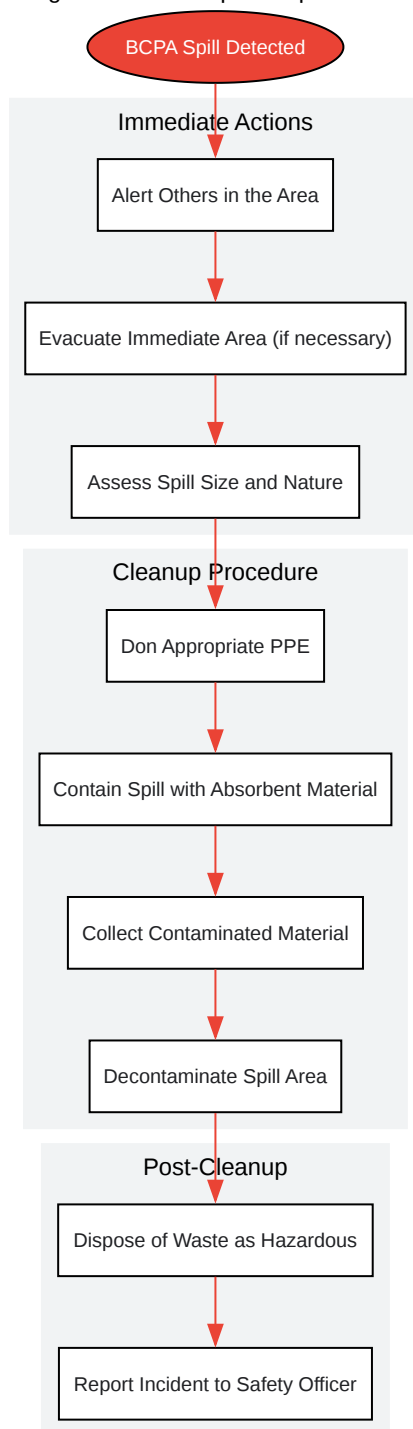 BCPA Spill Detected
Immediate Actions
Alert Others in the Area
Evacuate Immediate Area (if necessary)
Assess Spill Size and Nature
Cleanup Procedure
Don Appropriate PPE
Contain Spill with Absorbent Material
Collect Contaminated Material
Decontaminate Spill Area
Post-Cleanup
Dispose of Waste as Hazardous
Report Incident to Safety Officer